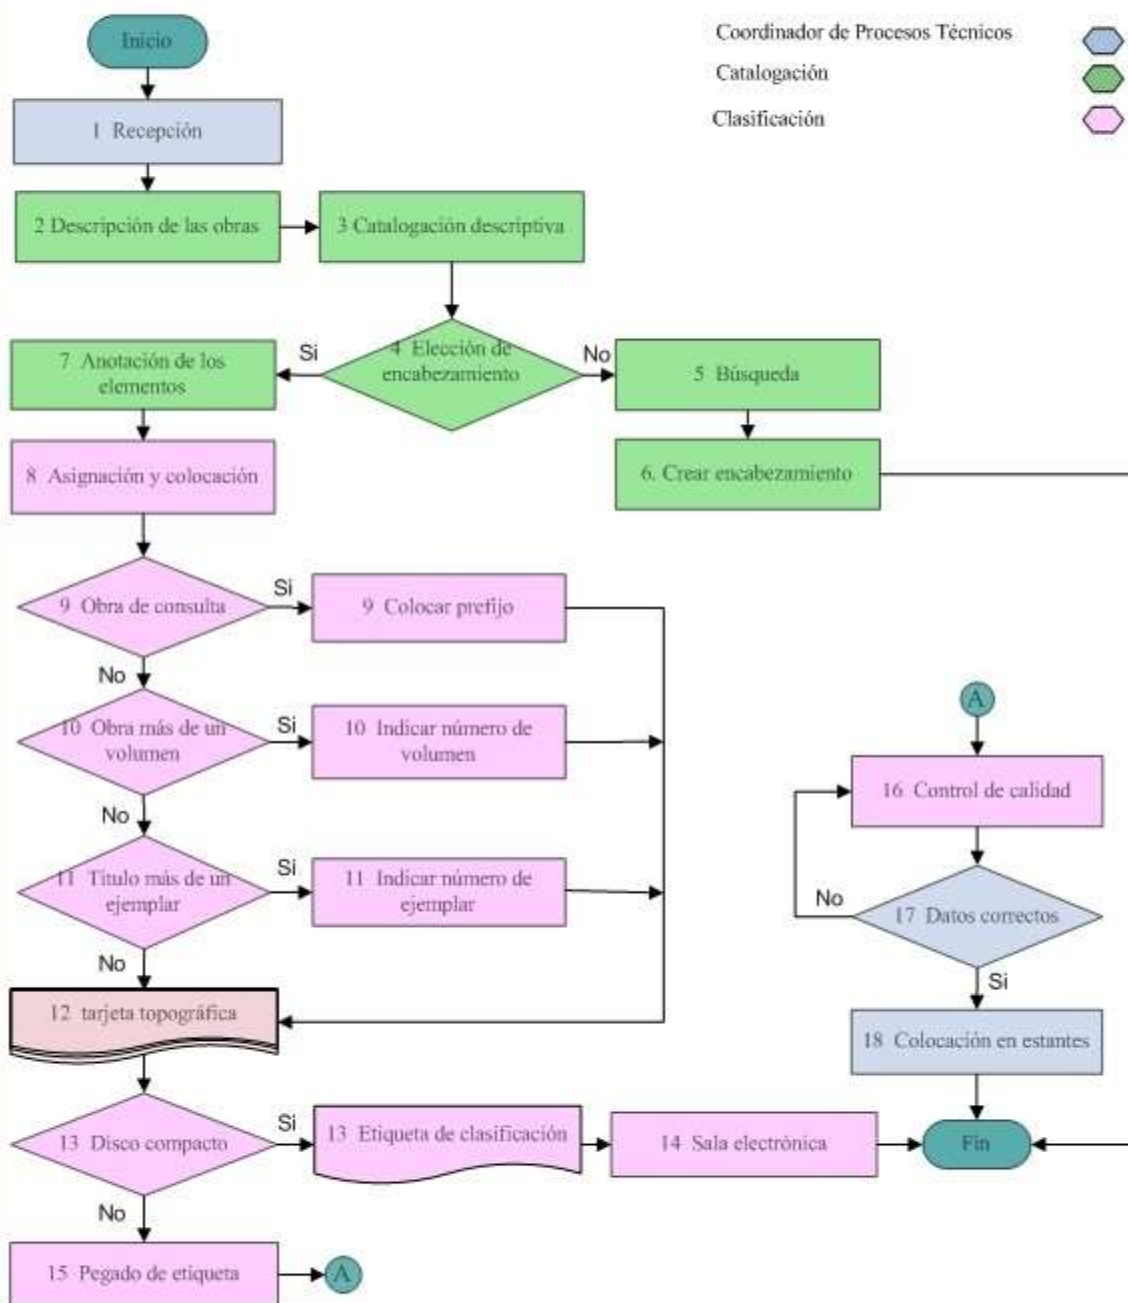 Inicio
Coordinador de Procesos Técnicos
Catalogación
Clasificación
1 Recepción
2 Descripción de las obras
3 Catalogación descriptiva
4 Elección de
encabezamiento
Si
No
7 Anotación de los
elementos
5 Búsqueda
8 Asignación y colocación
6. Crear encabezamiento
9 Obra de consulta
Si
9 Colocar prefijo
No
10 Obra más de un
volumen
Si
10 Indicar número de
volumen
No
11 Titulo más de un
ejemplar
Si
11 Indicar número de
ejemplar
No
12 tarjeta topográfica
13 Disco compacto
Si
13 Etiqueta de clasificación
14 Sala electrónica
No
15 Pegado de etiqueta
A
A
16 Control de calidad
No
17 Datos correctos
Si
18 Colocación en estantes
Fin